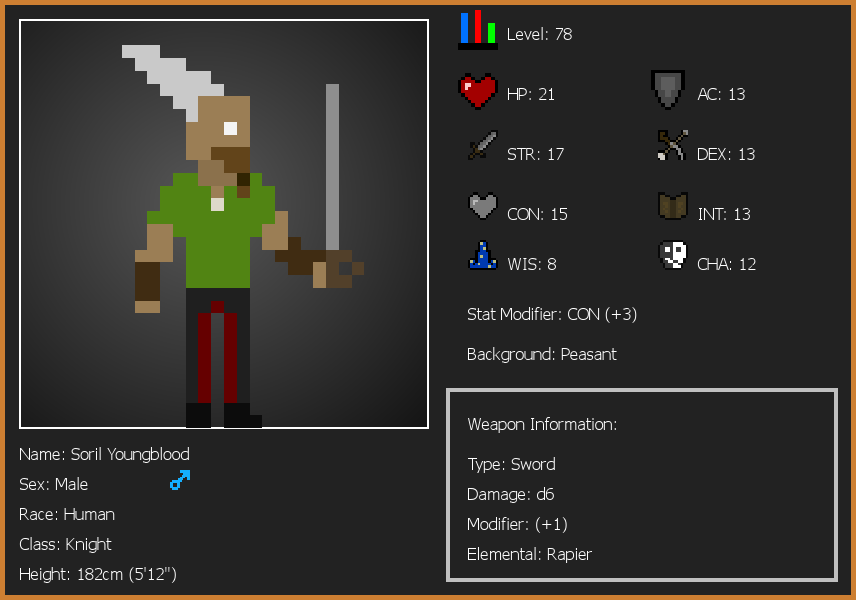 Level: 78
HP: 21
AC: 13
STR: 17
DEX: 13
CON: 15
INT: 13
WIS: 8
CHA: 12
Stat Modifier: CON (+3)
Background: Peasant
Weapon Information:
Type: Sword
Damage: d6
Modifier: (+1)
Elemental: Rapier
Name: Soril Youngblood
Sex: Male
Race: Human
Class: Knight
Height: 182cm (5'12")